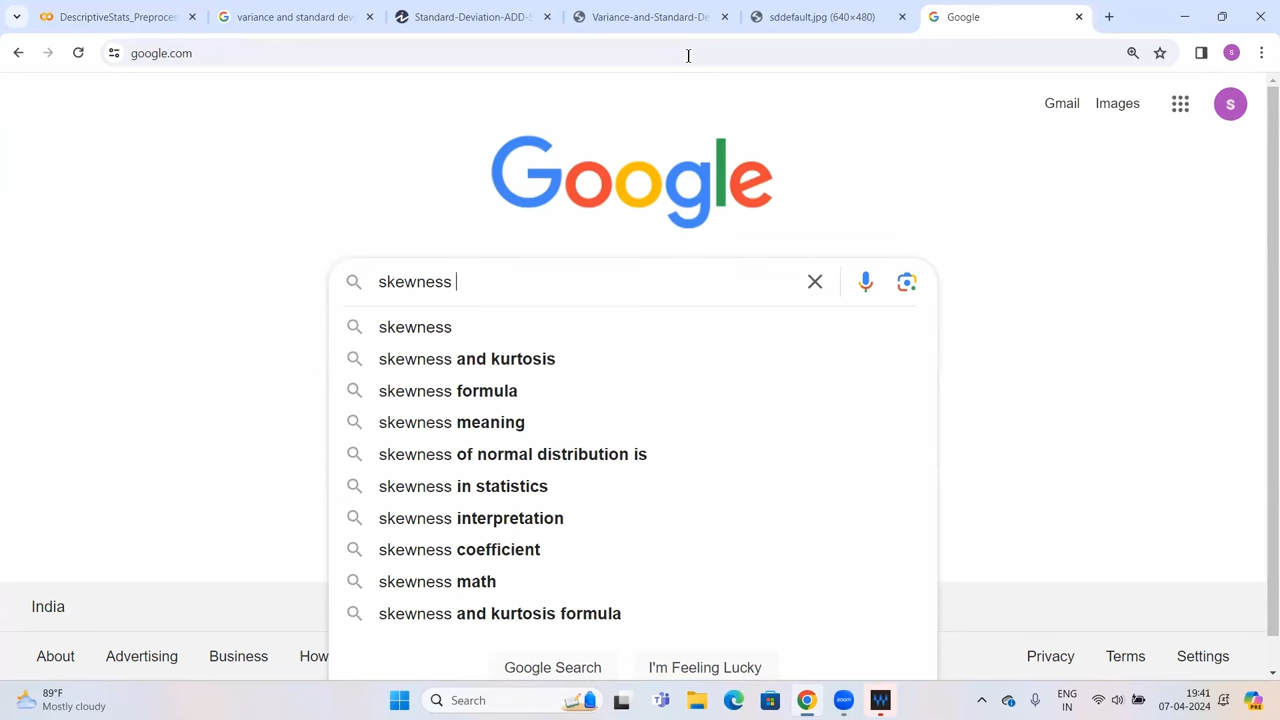 DescriptiveStats_Preproces
variance and standard dev
Standard-Deviation-ADD-S
Variance-and-Standard-De
sddefault.jpg (640×480)
Google
google.com
s
Gmail
Images
s
Google
skewness
skewness
skewness and kurtosis
skewness formula
skewness meaning
skewness of normal distribution is
skewness in statistics
skewness interpretation
skewness coefficient
skewness math
skewness and kurtosis formula
India
About
Advertising
Business
How
Google Search
I'm Feeling Lucky
Privacy
Terms
Settings
89°F
Mostly cloudy
Search
zoom
ENG
IN
19:41
07-04-2024
PRE